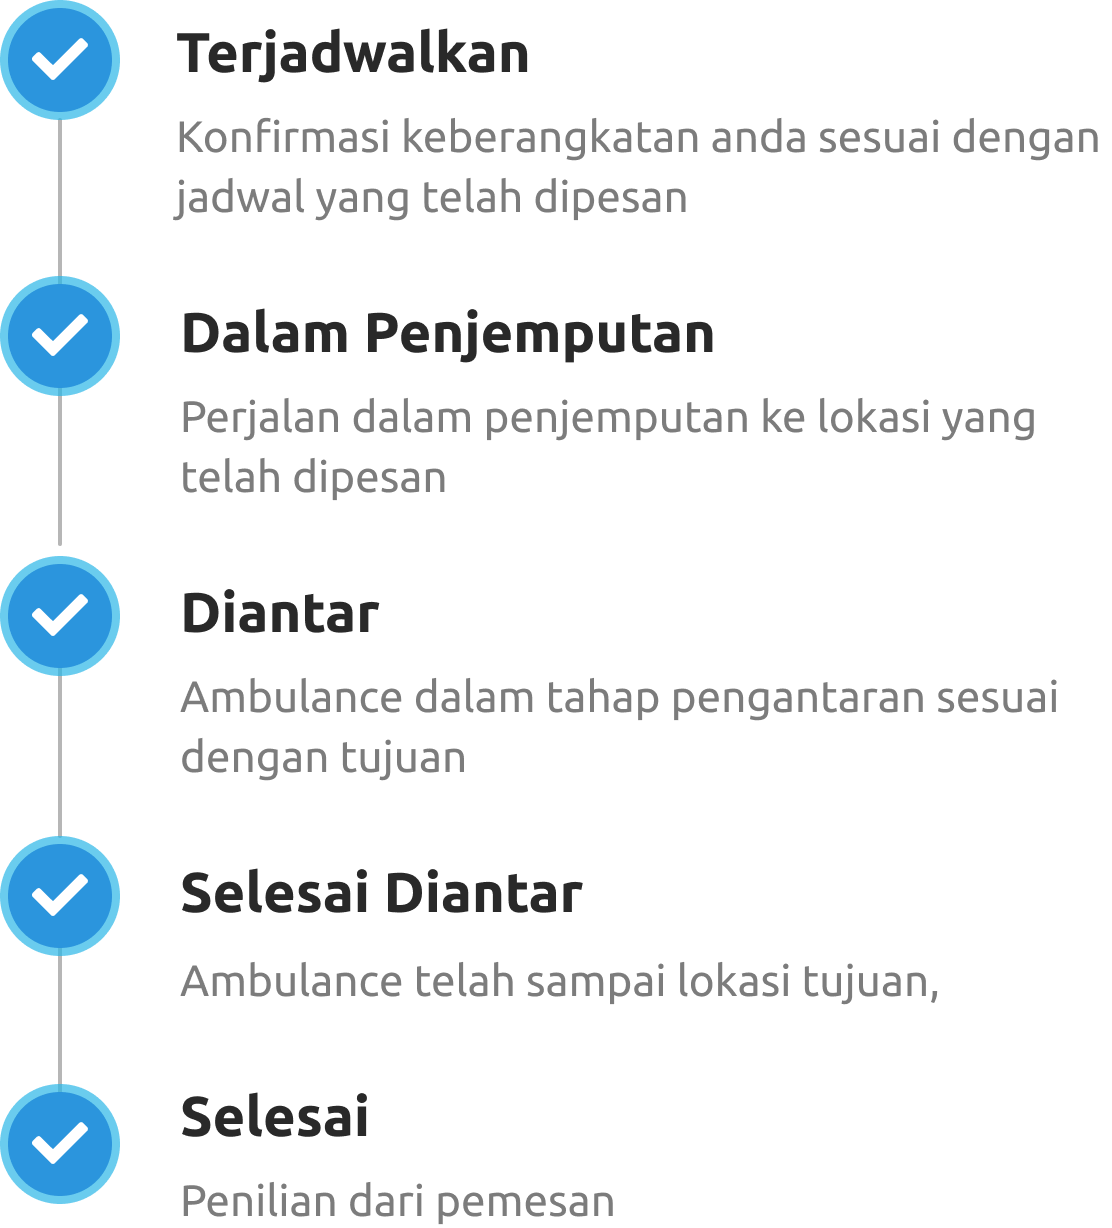 Terjadwalkan
Konfirmasi keberangkatan anda sesuai dengan
jadwal yang telah dipesan
Dalam Penjemputan
Perjalan dalam penjemputan ke lokasi yang
telah dipesan
Diantar
Ambulance dalam tahap pengantaran sesuai
dengan tujuan
Selesai Diantar
Ambulance telah sampai lokasi tujuan,
Selesai
Penilian dari pemesan